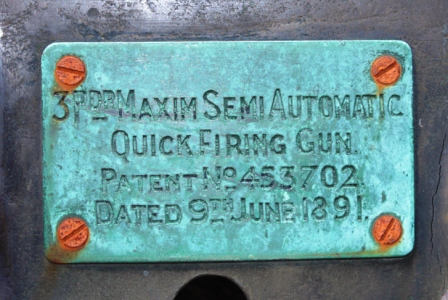 3PDR MAXIM SEMI AUTOMATIC
QUICK FIRING GUN.
PATENT NO 453702
DATED 9TH JUNE 1891.